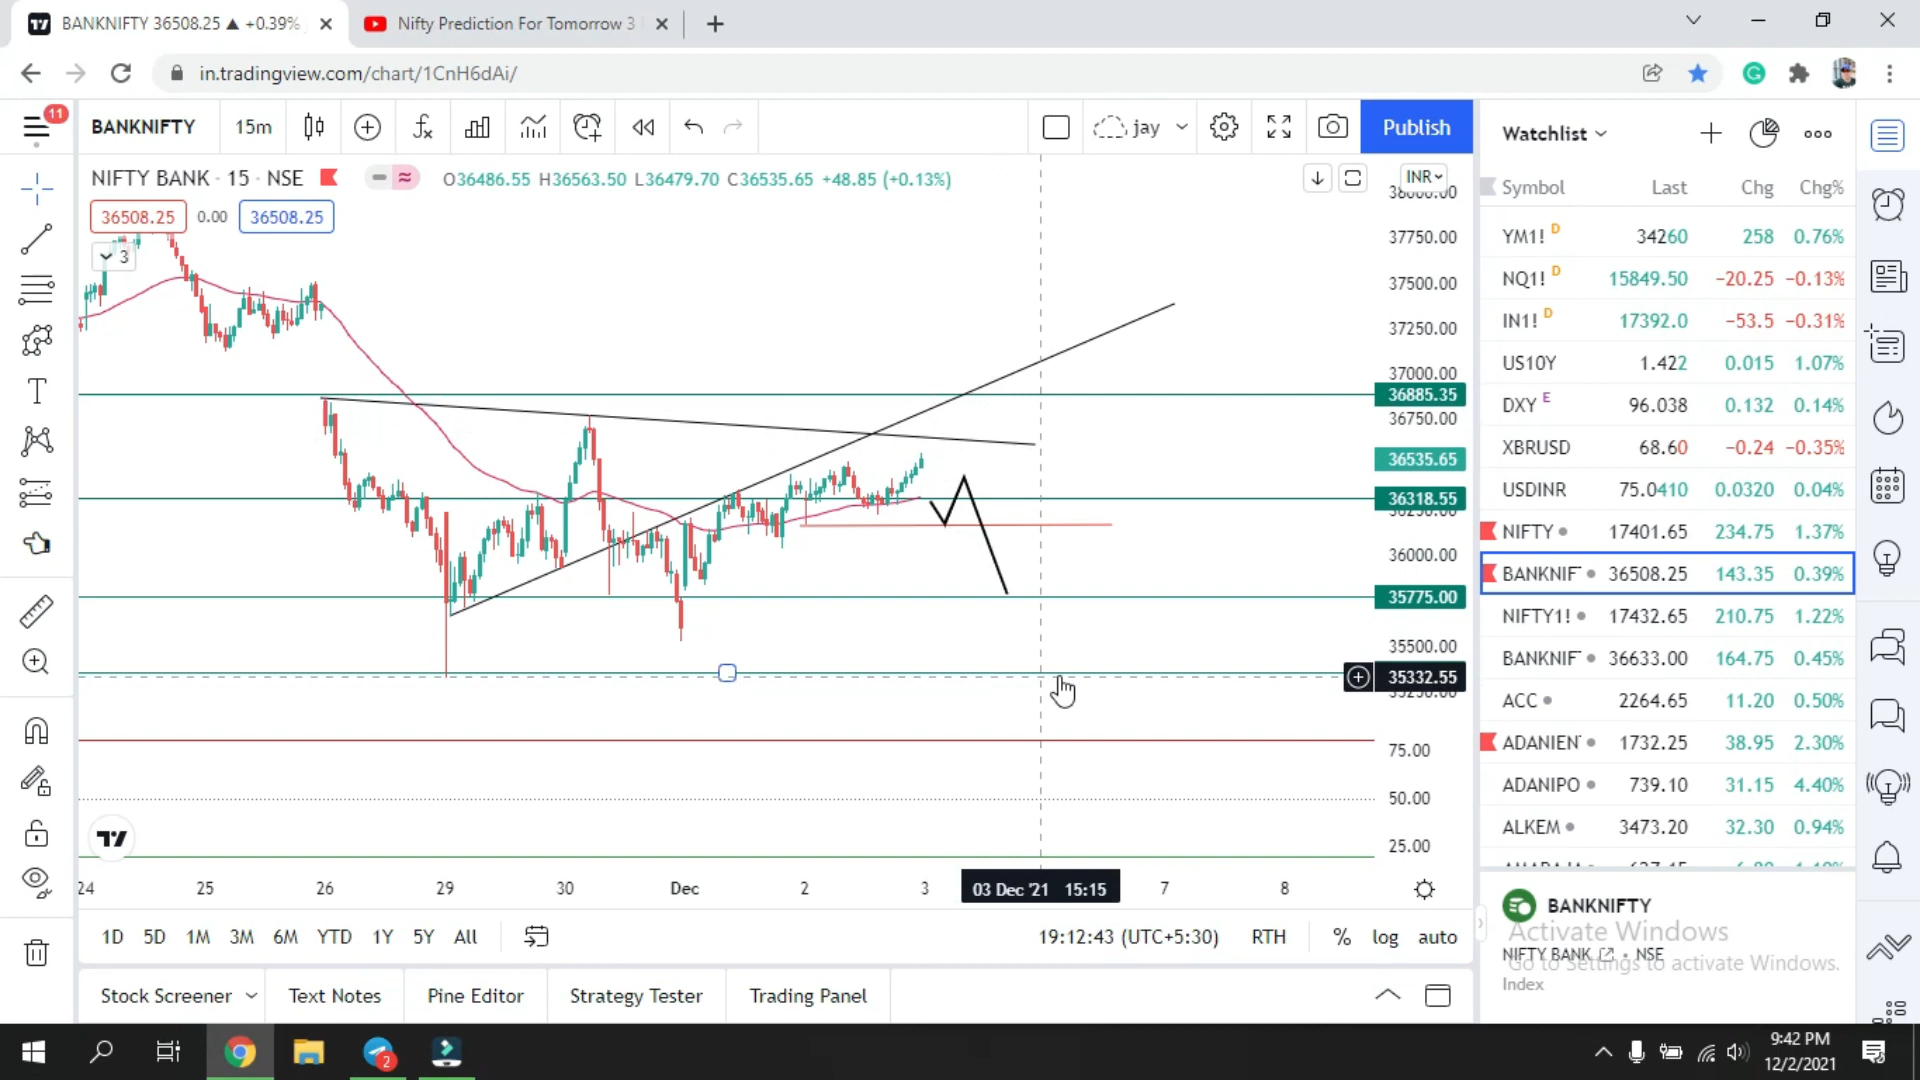 BANKNIFTY 36508.25 ▲ +0.39%
Nifty Prediction For Tomorrow 3
in.tradingview.com/chart/1CnH6dAi/
11
BANKNIFTY 15m
jay
Publish
NIFTY BANK · 15 · NSE
O36486.55 H36563.50 L36479.70 C36535.65 +48.85 (+0.13%)
INR
36508.25 0.00 36508.25
3
37750.00
37500.00
37250.00
37000.00
36885.35
36750.00
36535.65
36318.55
36000.00
35775.00
35500.00
35332.55
75.00
50.00
25.00
24 25 26 29 30 Dec 2 3 03 Dec '21 15:15 7 8
1D 5D 1M 3M 6M YTD 1Y 5Y All
19:12:43 (UTC+5:30) RTH % log auto
Stock Screener Text Notes Pine Editor Strategy Tester Trading Panel
Watchlist
Symbol Last Chg Chg%
YM1! D 34260 258 0.76%
NQ1! D 15849.50 −20.25 −0.13%
IN1! D 17392.0 −53.5 −0.31%
US10Y 1.422 0.015 1.07%
DXY E 96.038 0.132 0.14%
XBRUSD 68.60 −0.24 −0.35%
USDINR 75.0410 0.0320 0.04%
NIFTY 17401.65 234.75 1.37%
BANKNIF 36508.25 143.35 0.39%
NIFTY1! 17432.65 210.75 1.22%
BANKNIF 36633.00 164.75 0.45%
ACC 2264.65 11.20 0.50%
ADANIEN 1732.25 38.95 2.30%
ADANIPO 739.10 31.15 4.40%
ALKEM 3473.20 32.30 0.94%
BANKNIFTY
Activate Windows
NIFTY BANK · NSE
Go to Settings to activate Windows.
Index
2
9:42 PM
12/2/2021